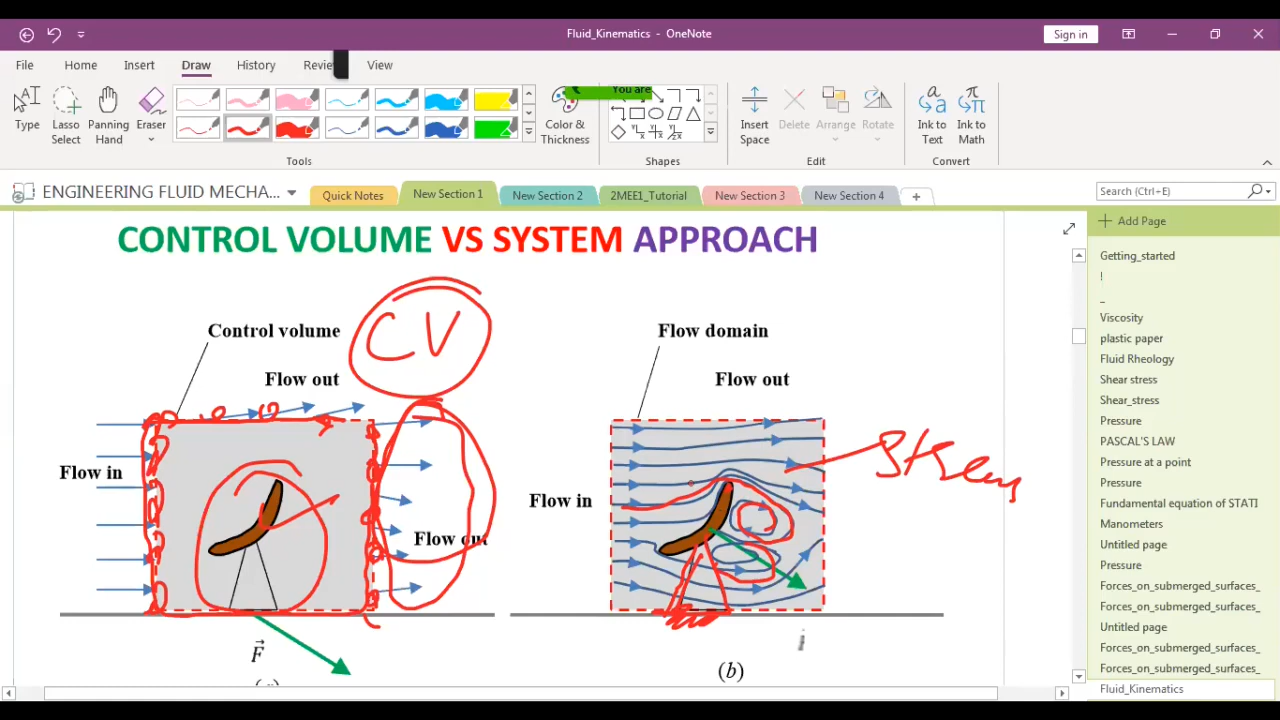 Fluid_Kinematics - OneNote
Sign in
File Home Insert Draw History Review View
You are
Type
Lasso Select
Panning Hand
Eraser
Color & Thickness
Insert Space
Delete
Arrange
Rotate
Ink to Text
Ink to Math
Tools
Shapes
Edit
Convert
ENGINEERING FLUID MECHA...
Quick Notes
New Section 1
New Section 2
2MEE1_Tutorial
New Section 3
New Section 4
Search (Ctrl+E)
Add Page
Getting_started
!
_
Viscosity
plastic paper
Fluid Rheology
Shear stress
Shear_stress
Pressure
PASCAL'S LAW
Pressure at a point
Pressure
Fundamental equation of STATI
Manometers
Untitled page
Pressure
Forces_on_submerged_surfaces_
Forces_on_submerged_surfaces_
Untitled page
Forces_on_submerged_surfaces_
Forces_on_submerged_surfaces_
Fluid_Kinematics
CONTROL VOLUME VS SYSTEM APPROACH
Control volume
CV
Flow out
Flow in
Flow out
F
Flow domain
Flow out
Flow in
(b)